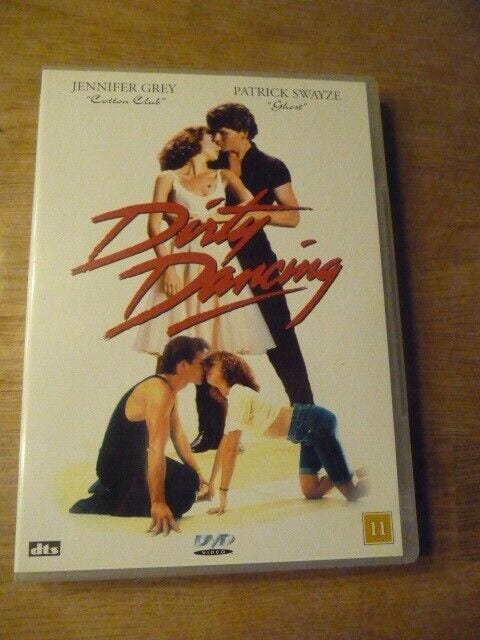 JENNIFER GREY
"Cotton Club"
PATRICK SWAYZE
"Ghost"
Dirty
Dancing
dts
DVD
VIDEO
11